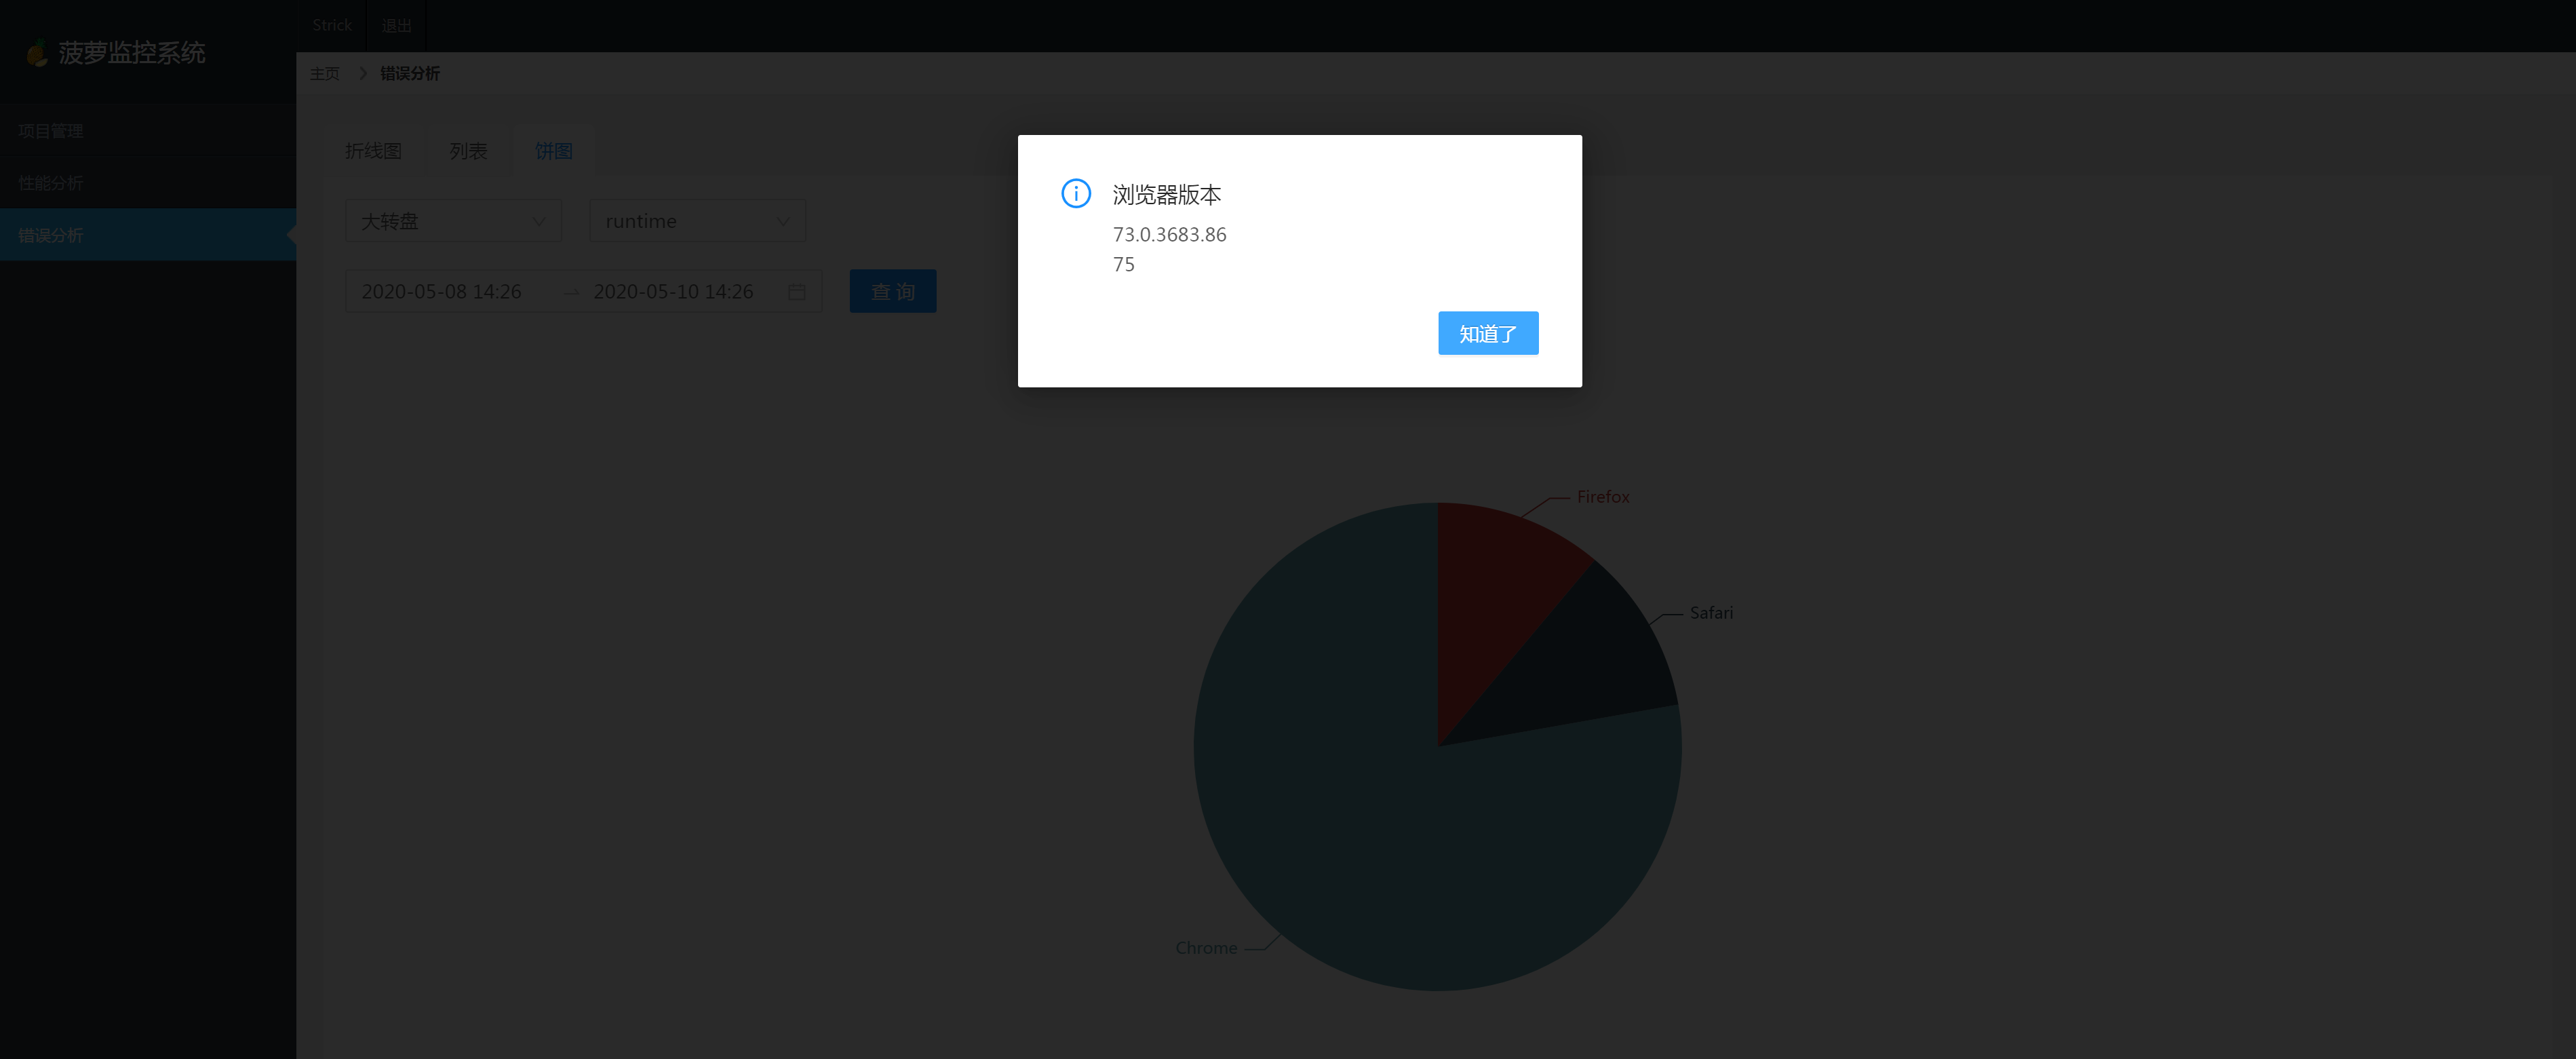 Strick 退出
菠萝监控系统
主页 错误分析
项目管理
性能分析
错误分析
折线图 列表 饼图
大转盘 runtime
2020-05-08 14:26 → 2020-05-10 14:26 查 询
浏览器版本
73.0.3683.86
75
知道了
Firefox
Safari
Chrome